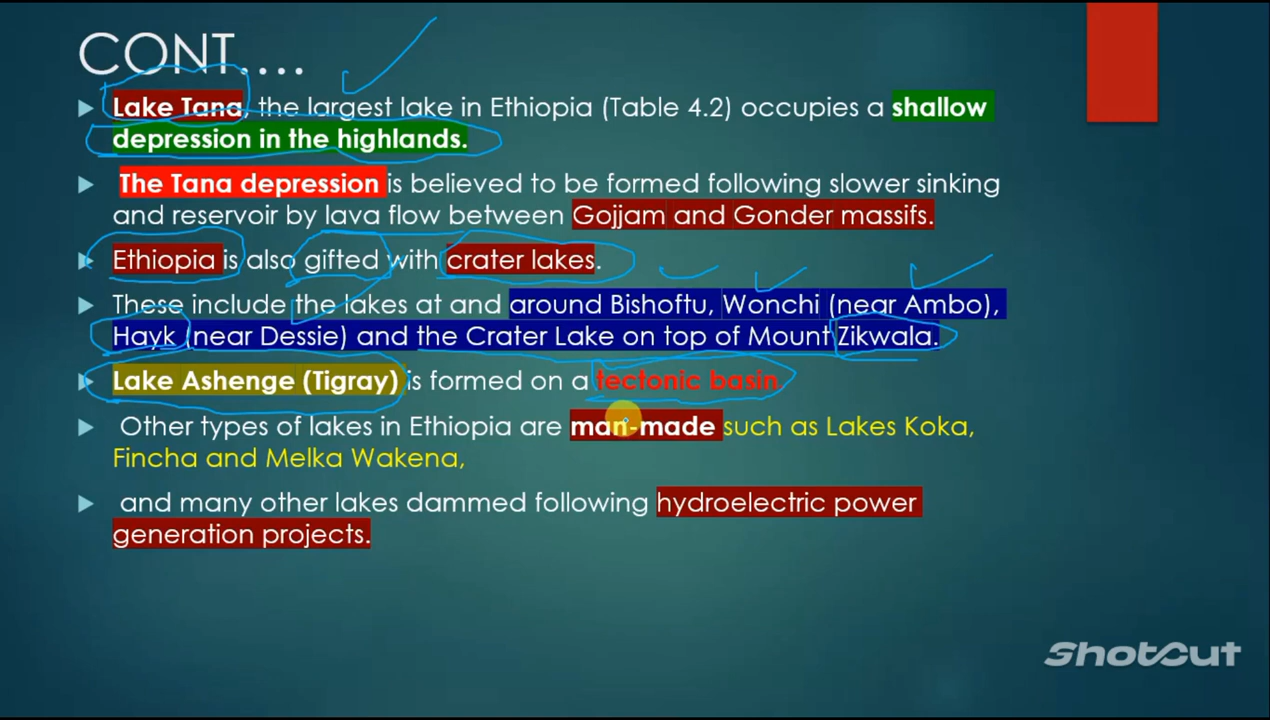 CONT….
Lake Tana, the largest lake in Ethiopia (Table 4.2) occupies a shallow
depression in the highlands.
The Tana depression is believed to be formed following slower sinking
and reservoir by lava flow between Gojjam and Gonder massifs.
Ethiopia is also gifted with crater lakes.
These include the lakes at and around Bishoftu, Wonchi (near Ambo),
Hayk (near Dessie) and the Crater Lake on top of Mount Zikwala.
Lake Ashenge (Tigray) is formed on a tectonic basin
Other types of lakes in Ethiopia are man-made such as Lakes Koka,
Fincha and Melka Wakena,
and many other lakes dammed following hydroelectric power
generation projects.
ShotCut